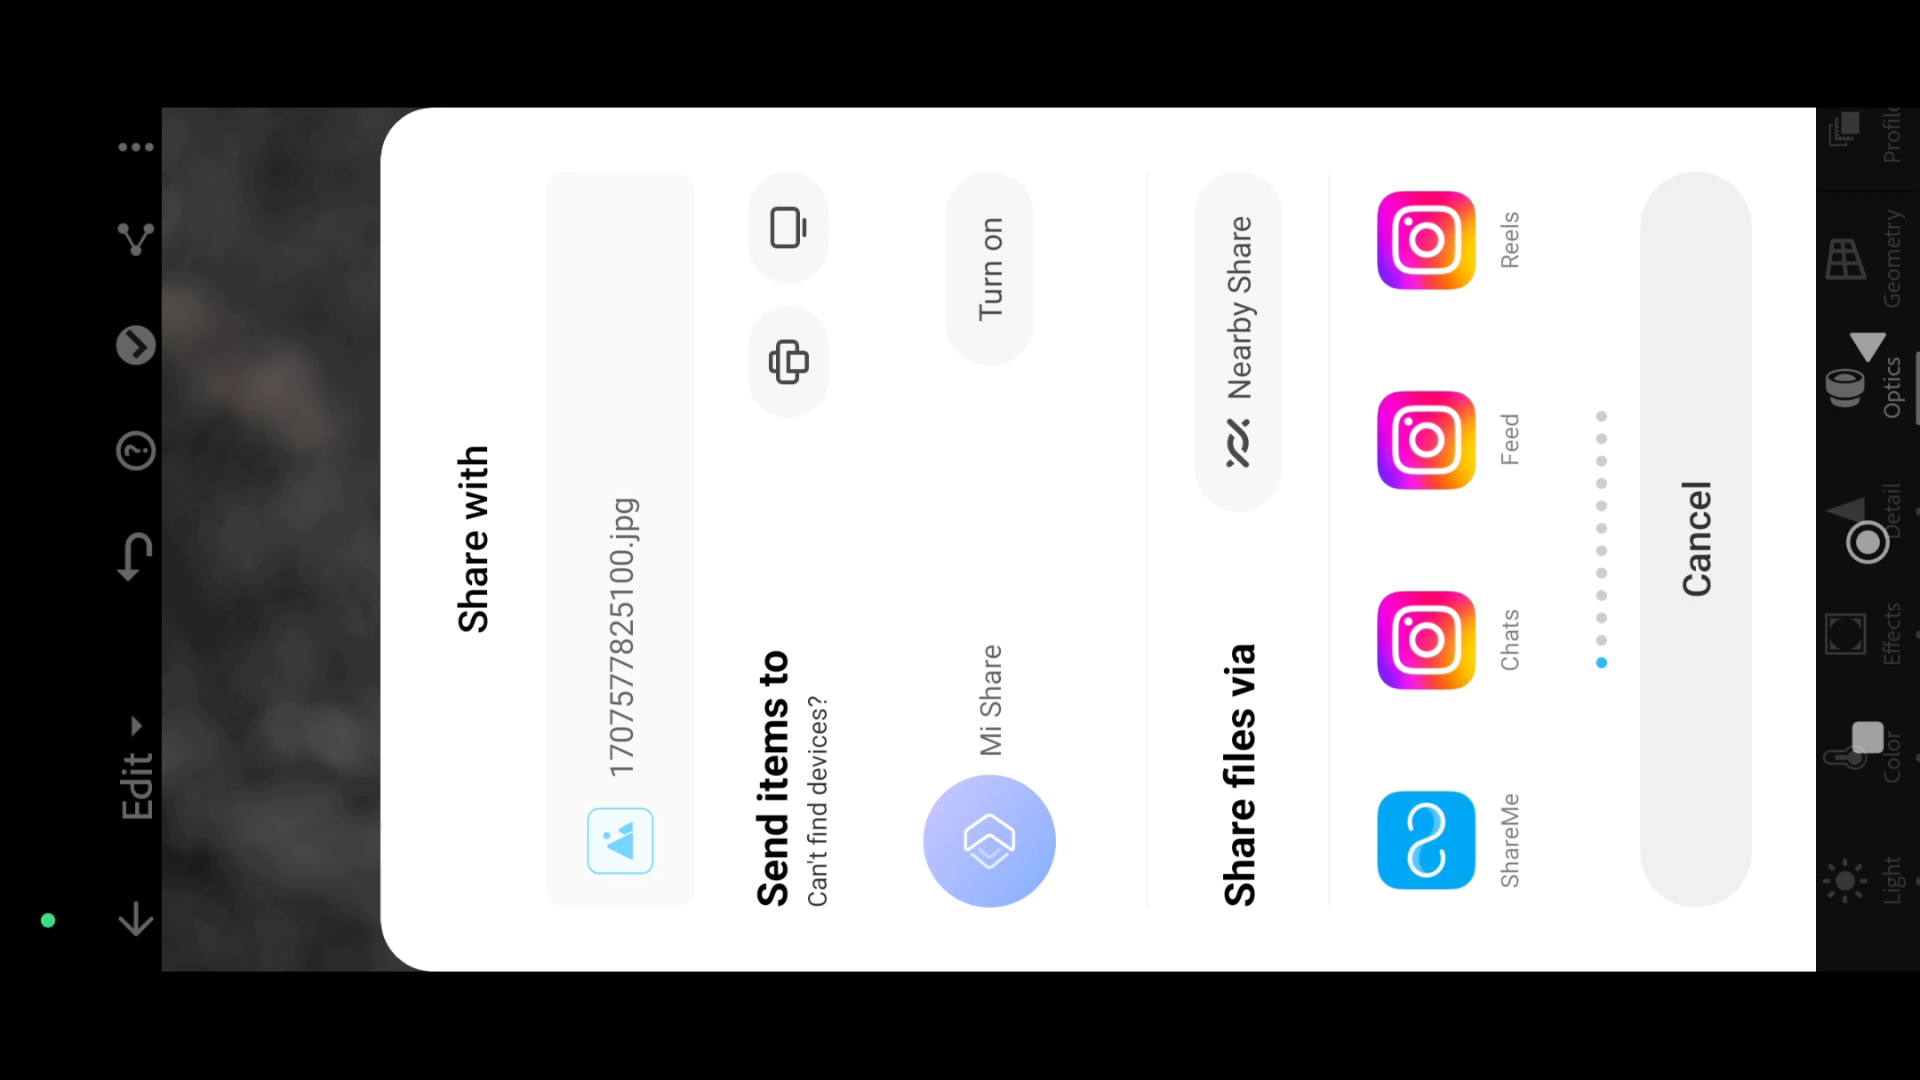 Edit
Share with
1707577825100.jpg
Send items to
Can't find devices?
Mi Share
Turn on
Share files via
Nearby Share
ShareMe
Chats
Feed
Reels
Cancel
Light
Color
Effects
Detail
Optics
Geometry